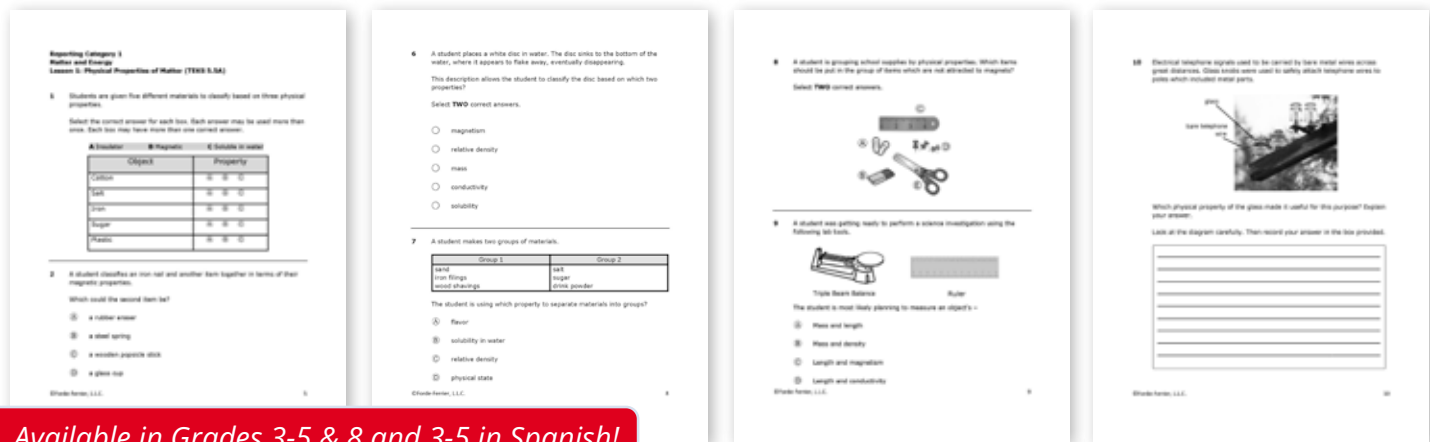 Reporting Category 1
Matter and Energy
Lesson 1: Physical Properties of Matter (TEKS 5.5A)
1 Students are given five different materials to classify based on three physical
properties.
Select the correct answer for each box. Each answer may be used more than
once. Each box may have more than one correct answer.
A Insulator B Magnetic C Soluble in water
Object Property
Cotton A B C
Salt A B C
Iron A B C
Sugar A B C
Plastic A B C
2 A student classifies an iron nail and another item together in terms of their
magnetic properties.
Which could the second item be?
A a rubber eraser
B a steel spring
C a wooden popsicle stick
D a glass cup
©Forde-Ferrier, L.L.C. 5
6 A student places a white disc in water. The disc sinks to the bottom of the
water, where it appears to flake away, eventually disappearing.
This description allows the student to classify the disc based on which two
properties?
Select TWO correct answers.
magnetism
relative density
mass
conductivity
solubility
7 A student makes two groups of materials.
Group 1 Group 2
sand salt
iron filings sugar
wood shavings drink powder
The student is using which property to separate materials into groups?
A flavor
B solubility in water
C relative density
D physical state
©Forde-Ferrier, L.L.C. 8
8 A student is grouping school supplies by physical properties. Which items
should be put in the group of items which are not attracted to magnets?
Select TWO correct answers.
C
A D
B
9 A student was getting ready to perform a science investigation using the
following lab tools.
Triple Beam Balance Ruler
The student is most likely planning to measure an object's –
A Mass and length
B Mass and density
C Length and magnetism
D Length and conductivity
©Forde-Ferrier, L.L.C. 9
10 Electrical telephone signals used to be carried by bare metal wires across
great distances. Glass knobs were used to safely attach telephone wires to
poles which included metal parts.
glass
bare telephone
wire
Which physical property of the glass made it useful for this purpose? Explain
your answer.
Look at the diagram carefully. Then record your answer in the box provided.
©Forde-Ferrier, L.L.C. 10
Available in Grades 3-5 & 8 and 3-5 in Spanish!